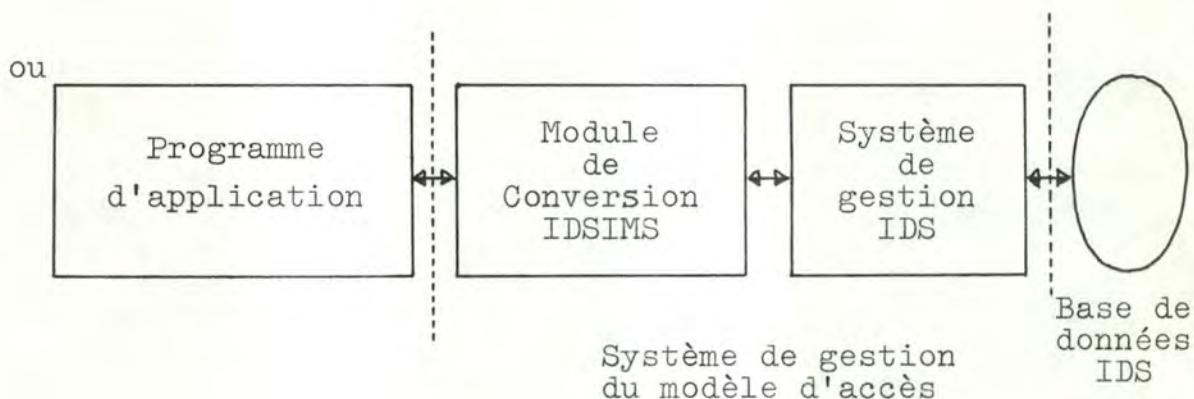 ou
Programme
d'application
Module
de
Conversion
IDSIMS
Système
de
gestion
IDS
Base de
données
IDS
Système de gestion
du modèle d'accès